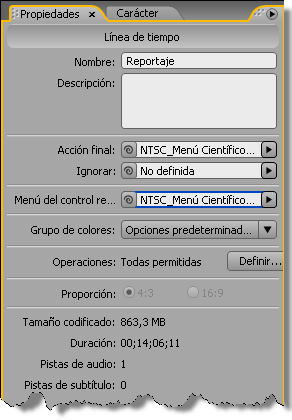 Propiedades × Carácter
Línea de tiempo
Nombre: Reportaje
Descripción:
Acción final: NTSC_Menú Científico...
Ignorar: No definida
Menú del control re... NTSC_Menú Científico...
Grupo de colores: Opciones predeterminad...
Operaciones: Todas permitidas Definir...
Proporción: 4:3 16:9
Tamaño codificado: 863,3 MB
Duración: 00;14;06;11
Pistas de audio: 1
Pistas de subtítulo: 0